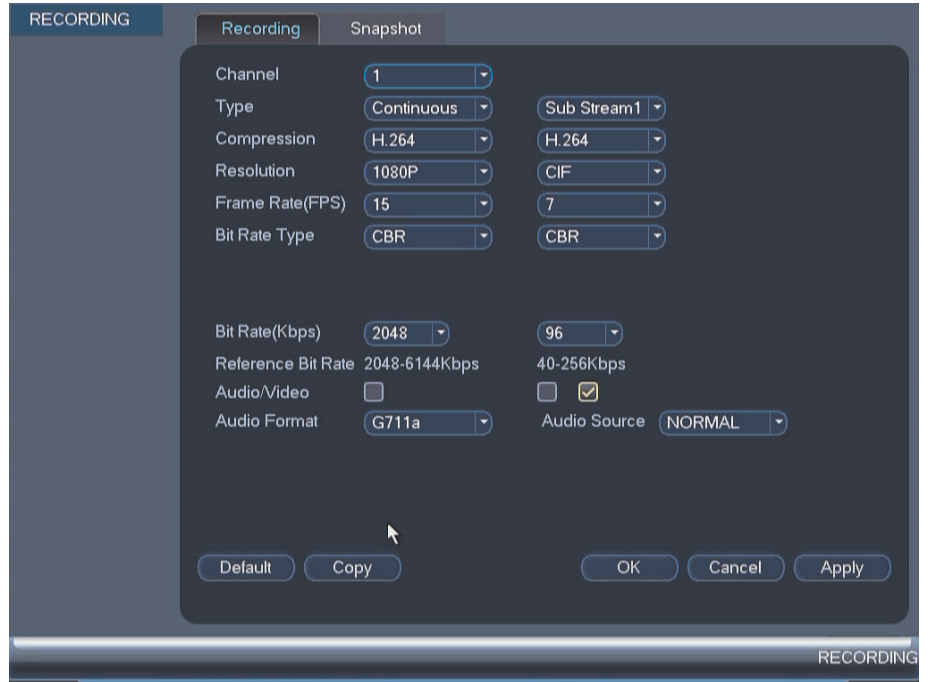 RECORDING
Recording Snapshot
Channel 1
Type Continuous Sub Stream1
Compression H.264 H.264
Resolution 1080P CIF
Frame Rate(FPS) 15 7
Bit Rate Type CBR CBR
Bit Rate(Kbps) 2048 96
Reference Bit Rate 2048-6144Kbps 40-256Kbps
Audio/Video
Audio Format G711a Audio Source NORMAL
Default Copy OK Cancel Apply
RECORDING